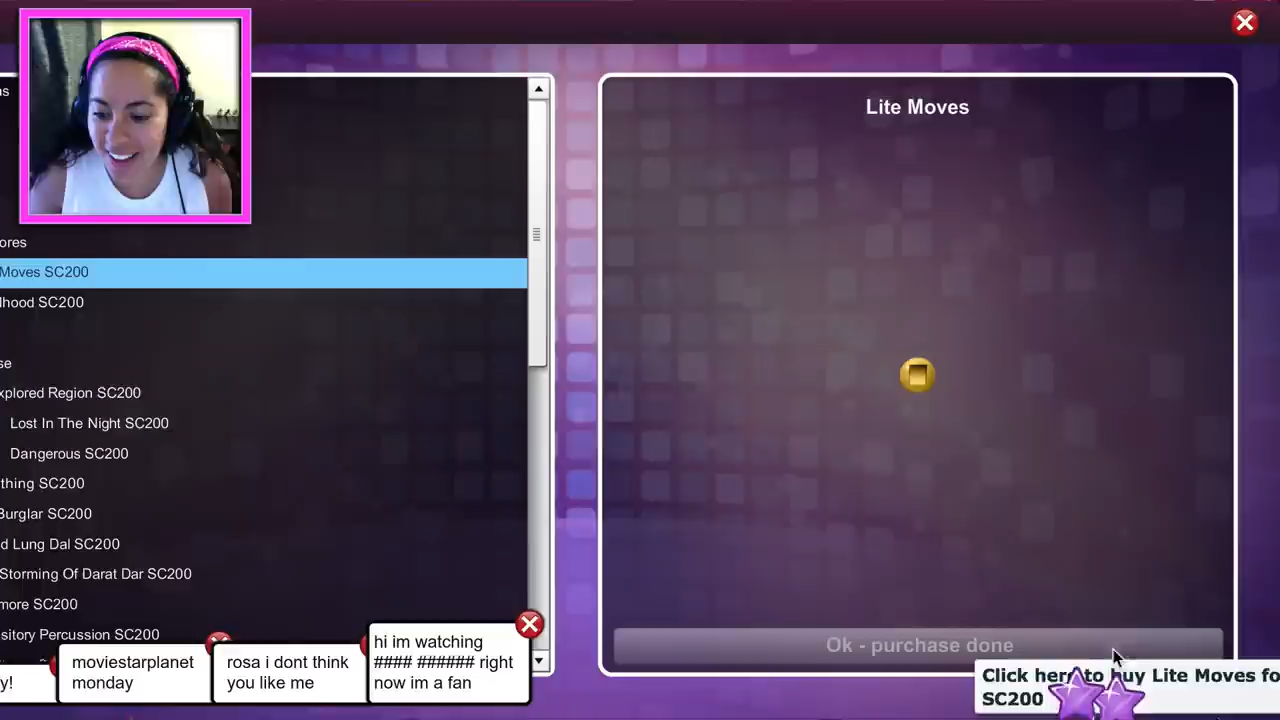 Lite Moves
as
ores
Moves SC200
lhood SC200
se
xplored Region SC200
Lost In The Night SC200
Dangerous SC200
thing SC200
Burglar SC200
d Lung Dal SC200
Storming Of Darat Dar SC200
more SC200
sitory Percussion SC200
y!
moviestarplanet
monday
rosa i dont think
you like me
hi im watching
#### ###### right
now im a fan
Ok - purchase done
Click here to buy Lite Moves fo
SC200